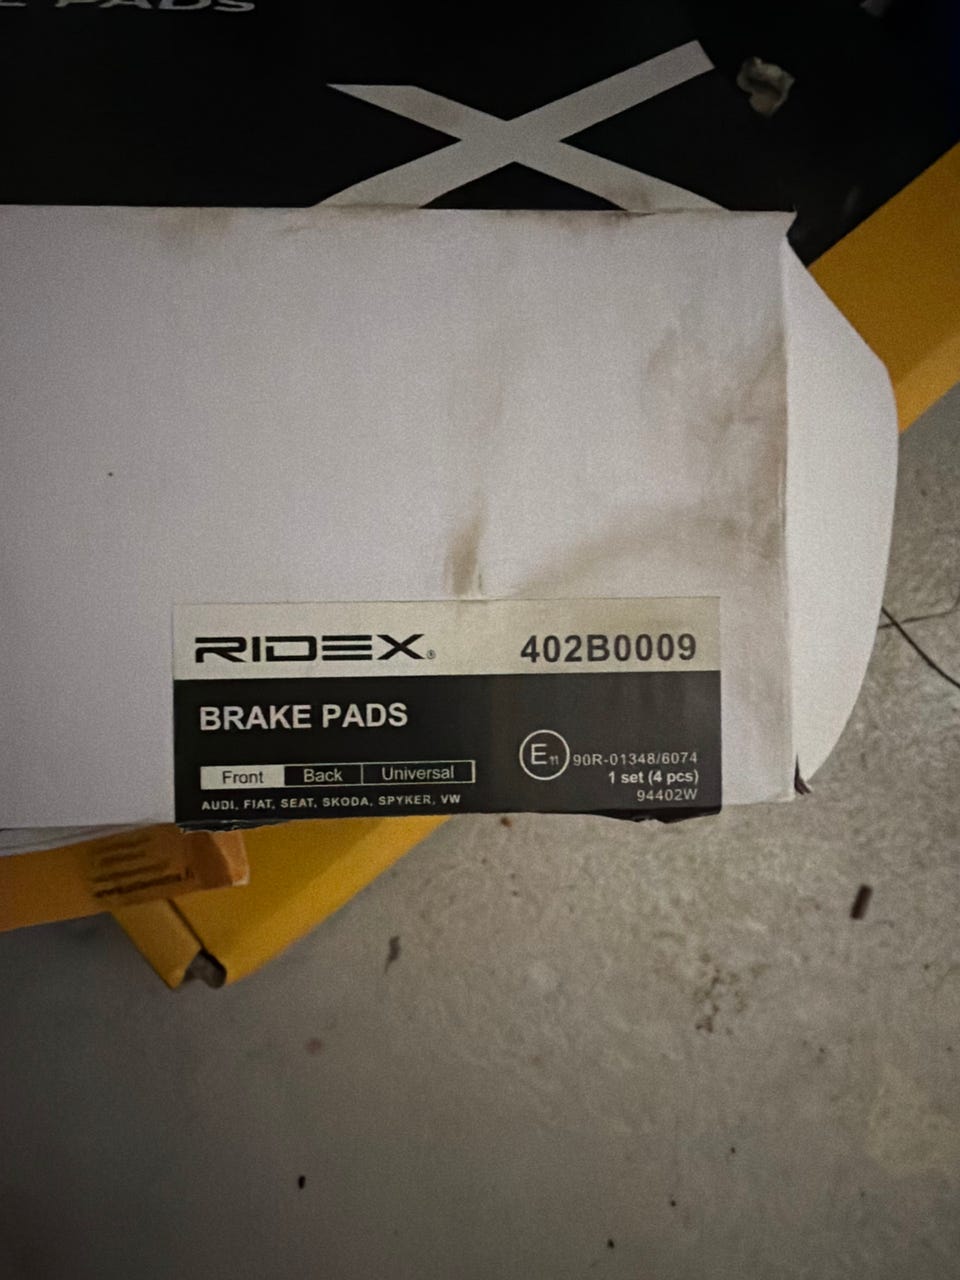 PADS
RIDEX®
402B0009
BRAKE PADS
E11 90R-01348/6074
Front Back Universal
1 set (4 pcs)
AUDI, FIAT, SEAT, SKODA, SPYKER, VW
94402W